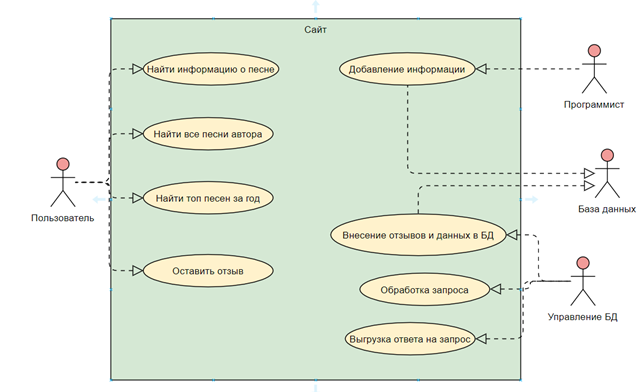 Сайт
Найти информацию о песне
Добавление информации
Программист
Найти все песни автора
Пользователь
Найти топ песен за год
База данных
Внесение отзывов и данных в БД
Оставить отзыв
Обработка запроса
Управление БД
Выгрузка ответа на запрос